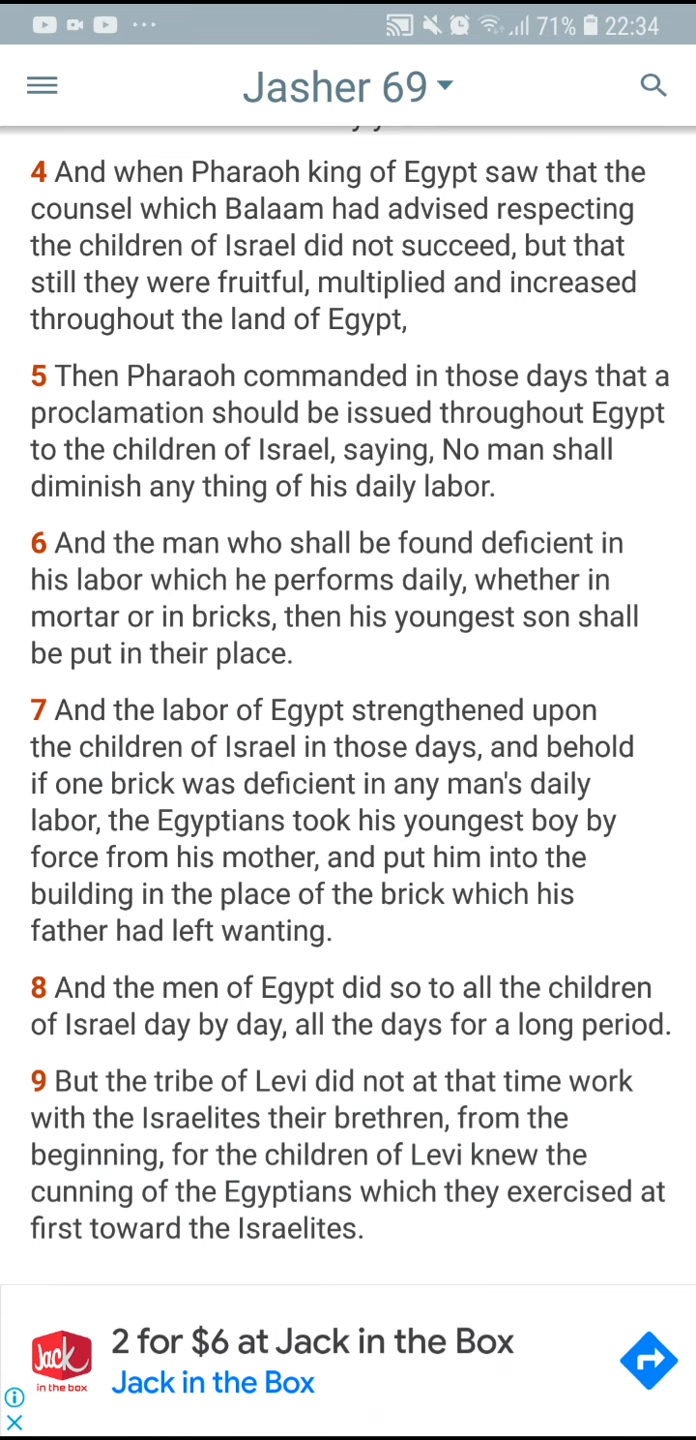 71% 22:34
Jasher 69
4 And when Pharaoh king of Egypt saw that the
counsel which Balaam had advised respecting
the children of Israel did not succeed, but that
still they were fruitful, multiplied and increased
throughout the land of Egypt,
5 Then Pharaoh commanded in those days that a
proclamation should be issued throughout Egypt
to the children of Israel, saying, No man shall
diminish any thing of his daily labor.
6 And the man who shall be found deficient in
his labor which he performs daily, whether in
mortar or in bricks, then his youngest son shall
be put in their place.
7 And the labor of Egypt strengthened upon
the children of Israel in those days, and behold
if one brick was deficient in any man's daily
labor, the Egyptians took his youngest boy by
force from his mother, and put him into the
building in the place of the brick which his
father had left wanting.
8 And the men of Egypt did so to all the children
of Israel day by day, all the days for a long period.
9 But the tribe of Levi did not at that time work
with the Israelites their brethren, from the
beginning, for the children of Levi knew the
cunning of the Egyptians which they exercised at
first toward the Israelites.
Jack
in the box
2 for $6 at Jack in the Box
Jack in the Box